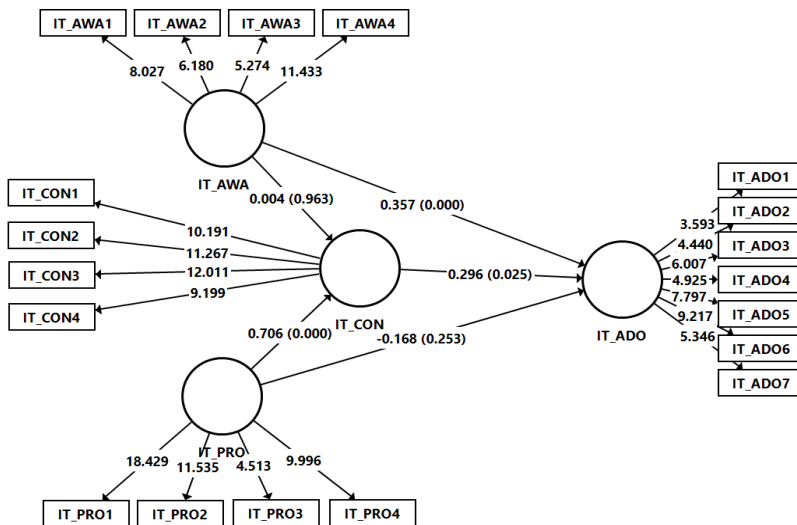 IT_AWA1 IT_AWA2 IT_AWA3 IT_AWA4
8.027 6.180 5.274 11.433
IT_AWA
0.004 (0.963)
0.357 (0.000)
IT_CON1
IT_CON2
IT_CON3
IT_CON4
10.191
11.267
12.011
9.199
IT_CON
0.296 (0.025)
0.706 (0.000)
-0.168 (0.253)
IT_ADO
3.593
4.440
6.007
4.925
7.797
9.217
5.346
IT_ADO1
IT_ADO2
IT_ADO3
IT_ADO4
IT_ADO5
IT_ADO6
IT_ADO7
IT_PRO
18.429 11.535 4.513 9.996
IT_PRO1 IT_PRO2 IT_PRO3 IT_PRO4